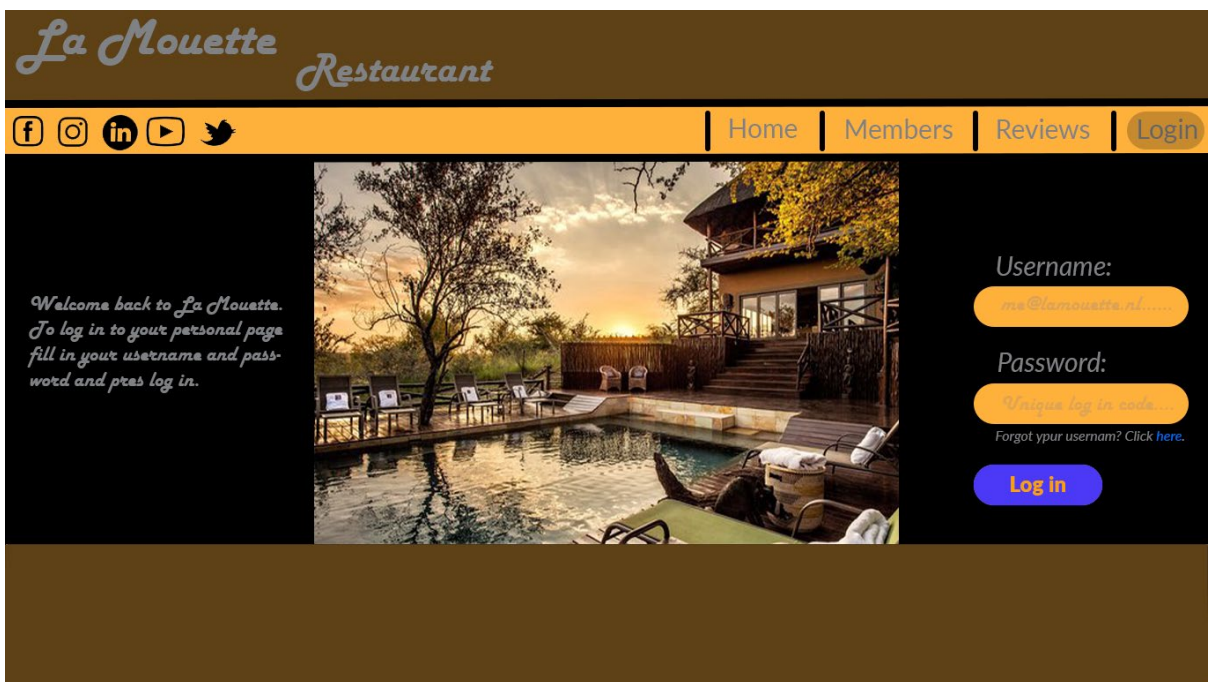 La Mouette
Restaurant
Home Members Reviews Login
Welcome back to La Mouette.
To log in to your personal page
fill in your username and pass-
word and pres log in.
Username:
me@lamouette.nl......
Password:
Unique log in code....
Forgot ypur usernam? Click here.
Log in